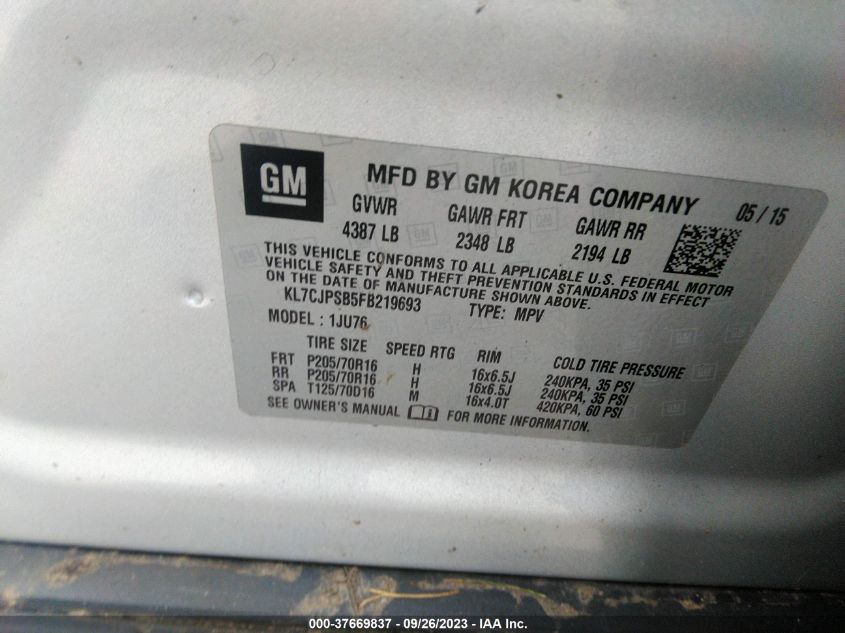 GM
MFD BY GM KOREA COMPANY 05/15
GVWR GAWR FRT GAWR RR
4387 LB 2348 LB 2194 LB
THIS VEHICLE CONFORMS TO ALL APPLICABLE U.S. FEDERAL MOTOR
VEHICLE SAFETY AND THEFT PREVENTION STANDARDS IN EFFECT
ON THE DATE OF MANUFACTURE SHOWN ABOVE.
KL7CJPSB5FB219693 TYPE: MPV
MODEL : 1JU76
TIRE SIZE SPEED RTG RIM COLD TIRE PRESSURE
FRT P205/70R16 H 16x6.5J 240KPA, 35 PSI
RR P205/70R16 H 16x6.5J 240KPA, 35 PSI
SPA T125/70D16 M 16x4.0T 420KPA, 60 PSI
SEE OWNER'S MANUAL FOR MORE INFORMATION.
000-37669837 - 09/26/2023 - IAA Inc.